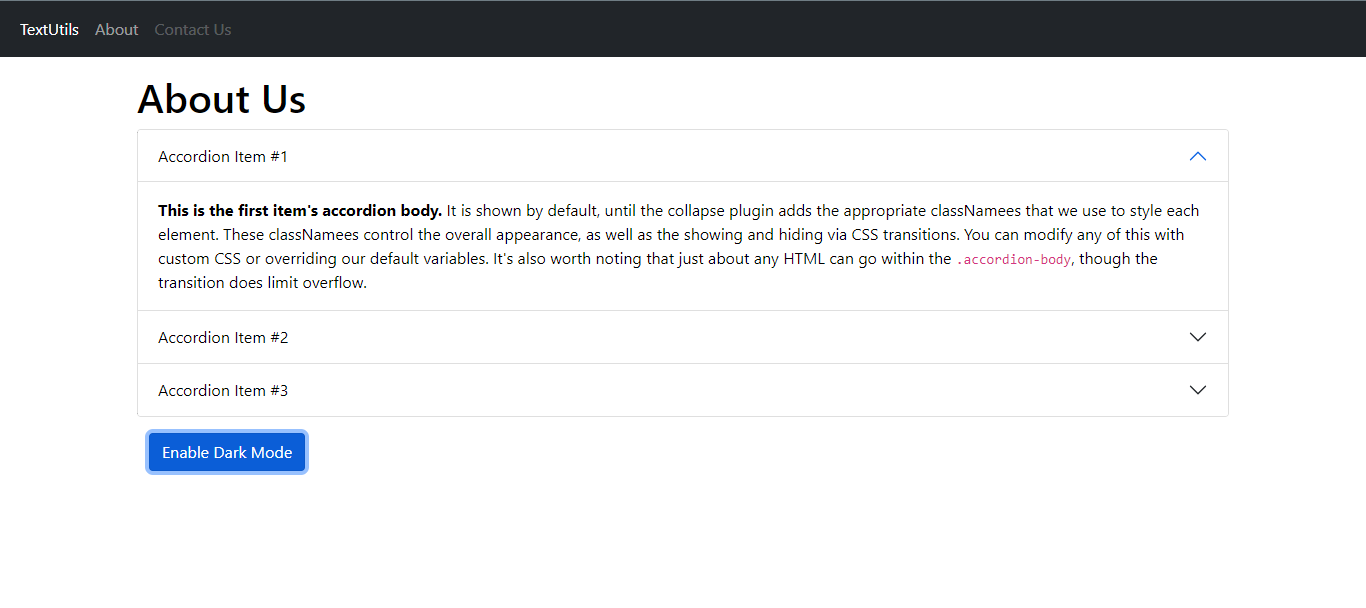 TextUtils About Contact Us
About Us
Accordion Item #1
This is the first item's accordion body. It is shown by default, until the collapse plugin adds the appropriate classNamees that we use to style each
element. These classNamees control the overall appearance, as well as the showing and hiding via CSS transitions. You can modify any of this with
custom CSS or overriding our default variables. It's also worth noting that just about any HTML can go within the .accordion-body, though the
transition does limit overflow.
Accordion Item #2
Accordion Item #3
Enable Dark Mode